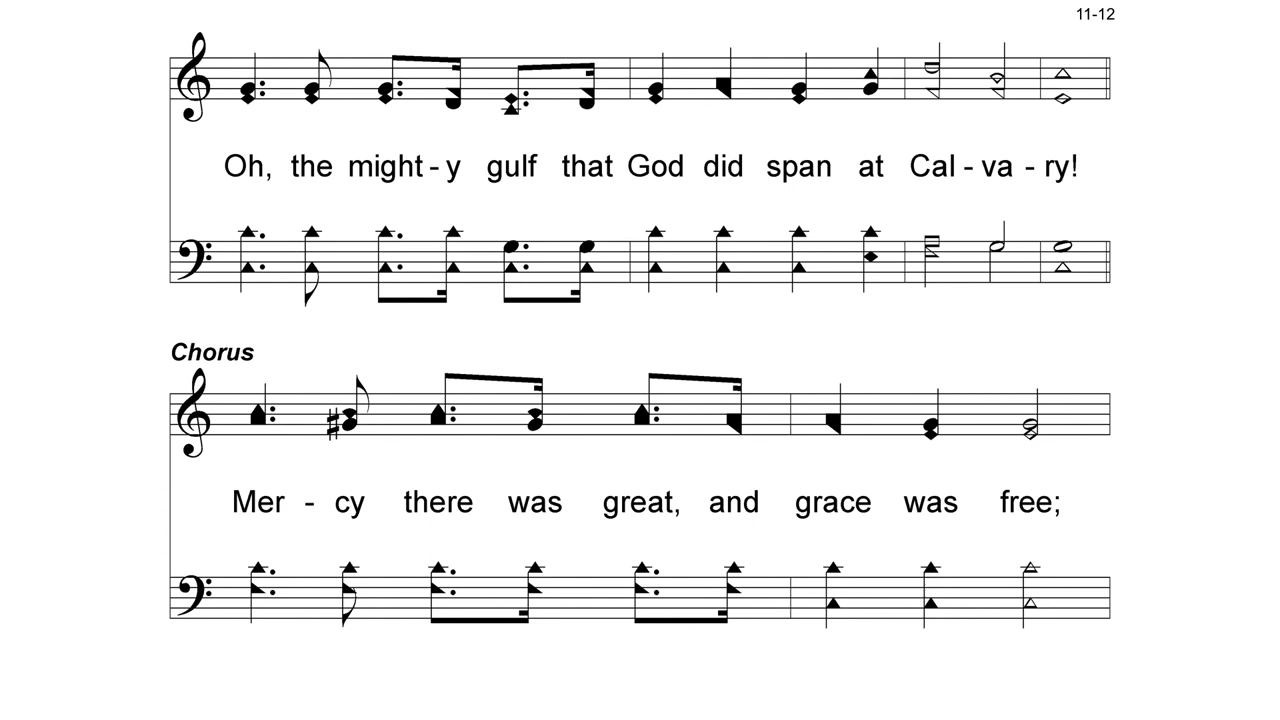 11-12
Oh, the might - y gulf that God did span at Cal - va - ry!
Chorus
Mer - cy there was great, and grace was free;